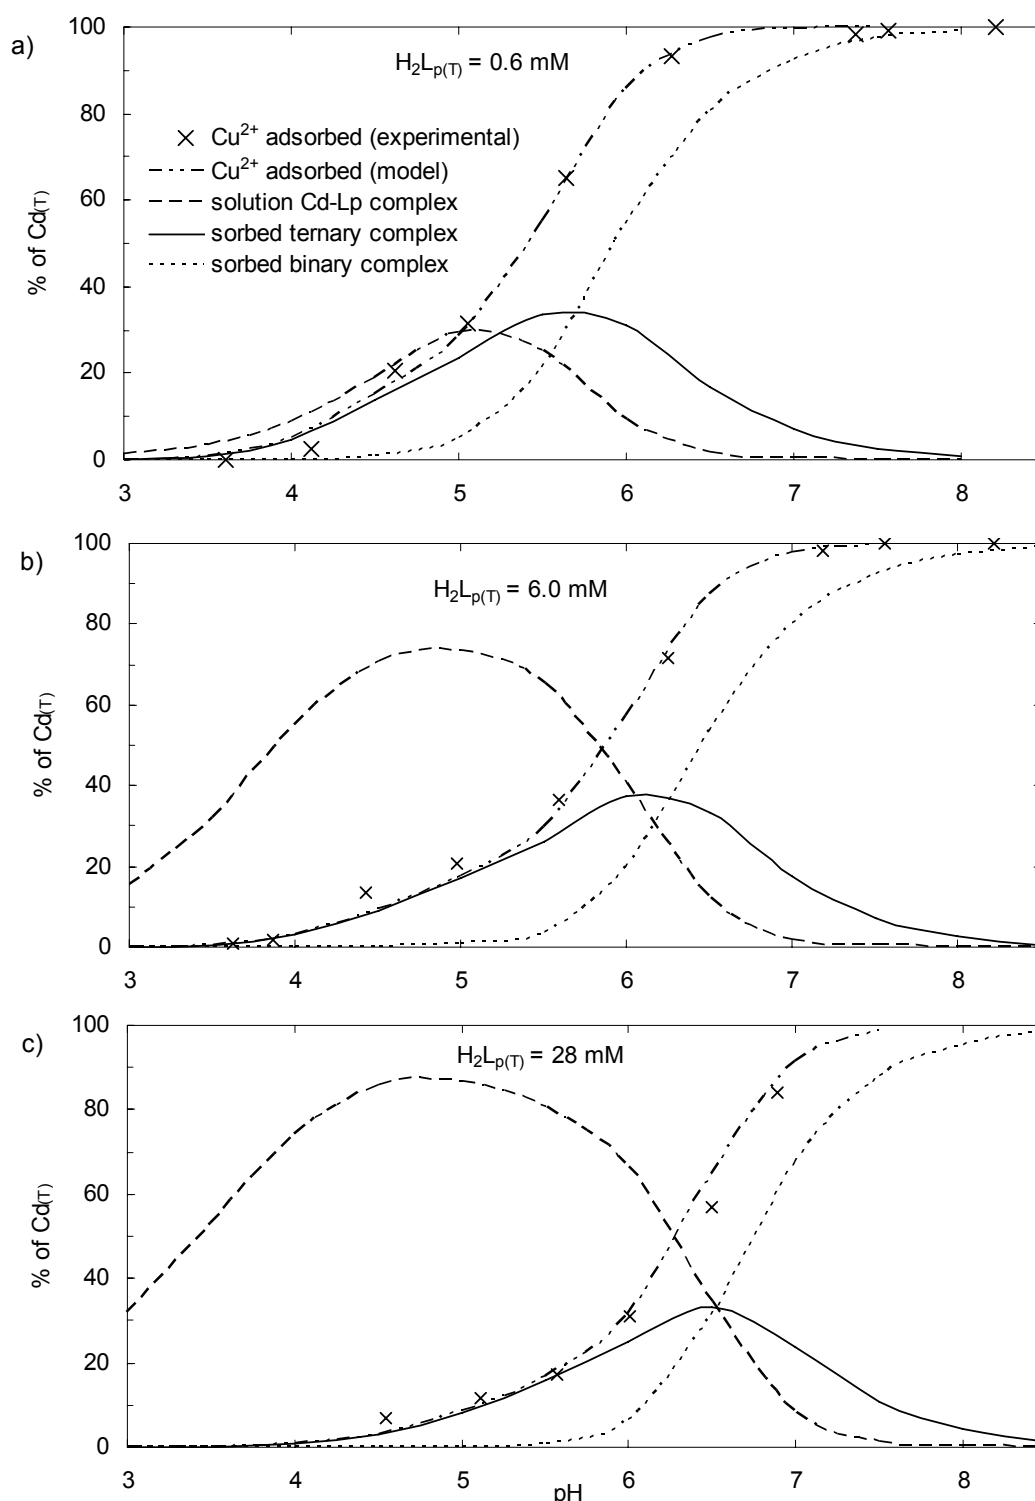 a)
H₂Lₚ₍T₎ = 0.6 mM
Cu²⁺ adsorbed (experimental)
Cu²⁺ adsorbed (model)
solution Cd-Lp complex
sorbed ternary complex
sorbed binary complex
% of Cd(T)
100
80
60
40
20
0
3 4 5 6 7 8
b)
H₂Lₚ₍T₎ = 6.0 mM
% of Cd(T)
100
80
60
40
20
0
3 4 5 6 7 8
c)
H₂Lₚ₍T₎ = 28 mM
% of Cd(T)
100
80
60
40
20
0
3 4 5 6 7 8
pH